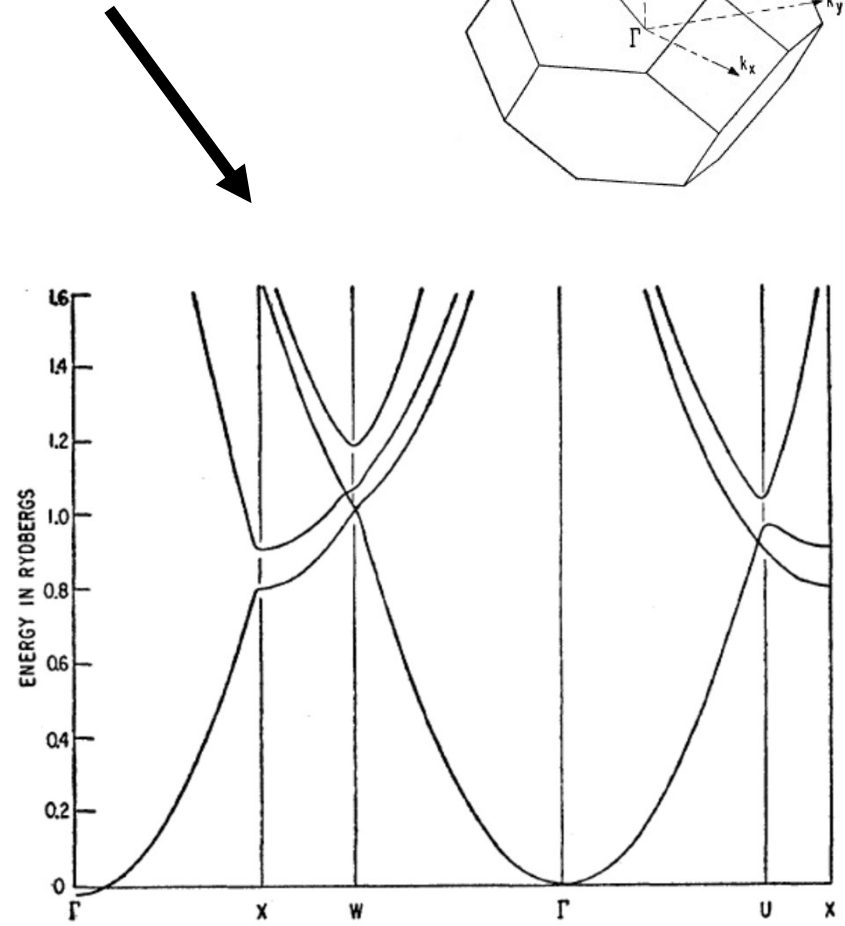 ky
Γ
kx
1.6
1.4
1.2
1.0
0.8
0.6
0.4
0.2
0
ENERGY IN RYDBERGS
Γ X W Γ U X